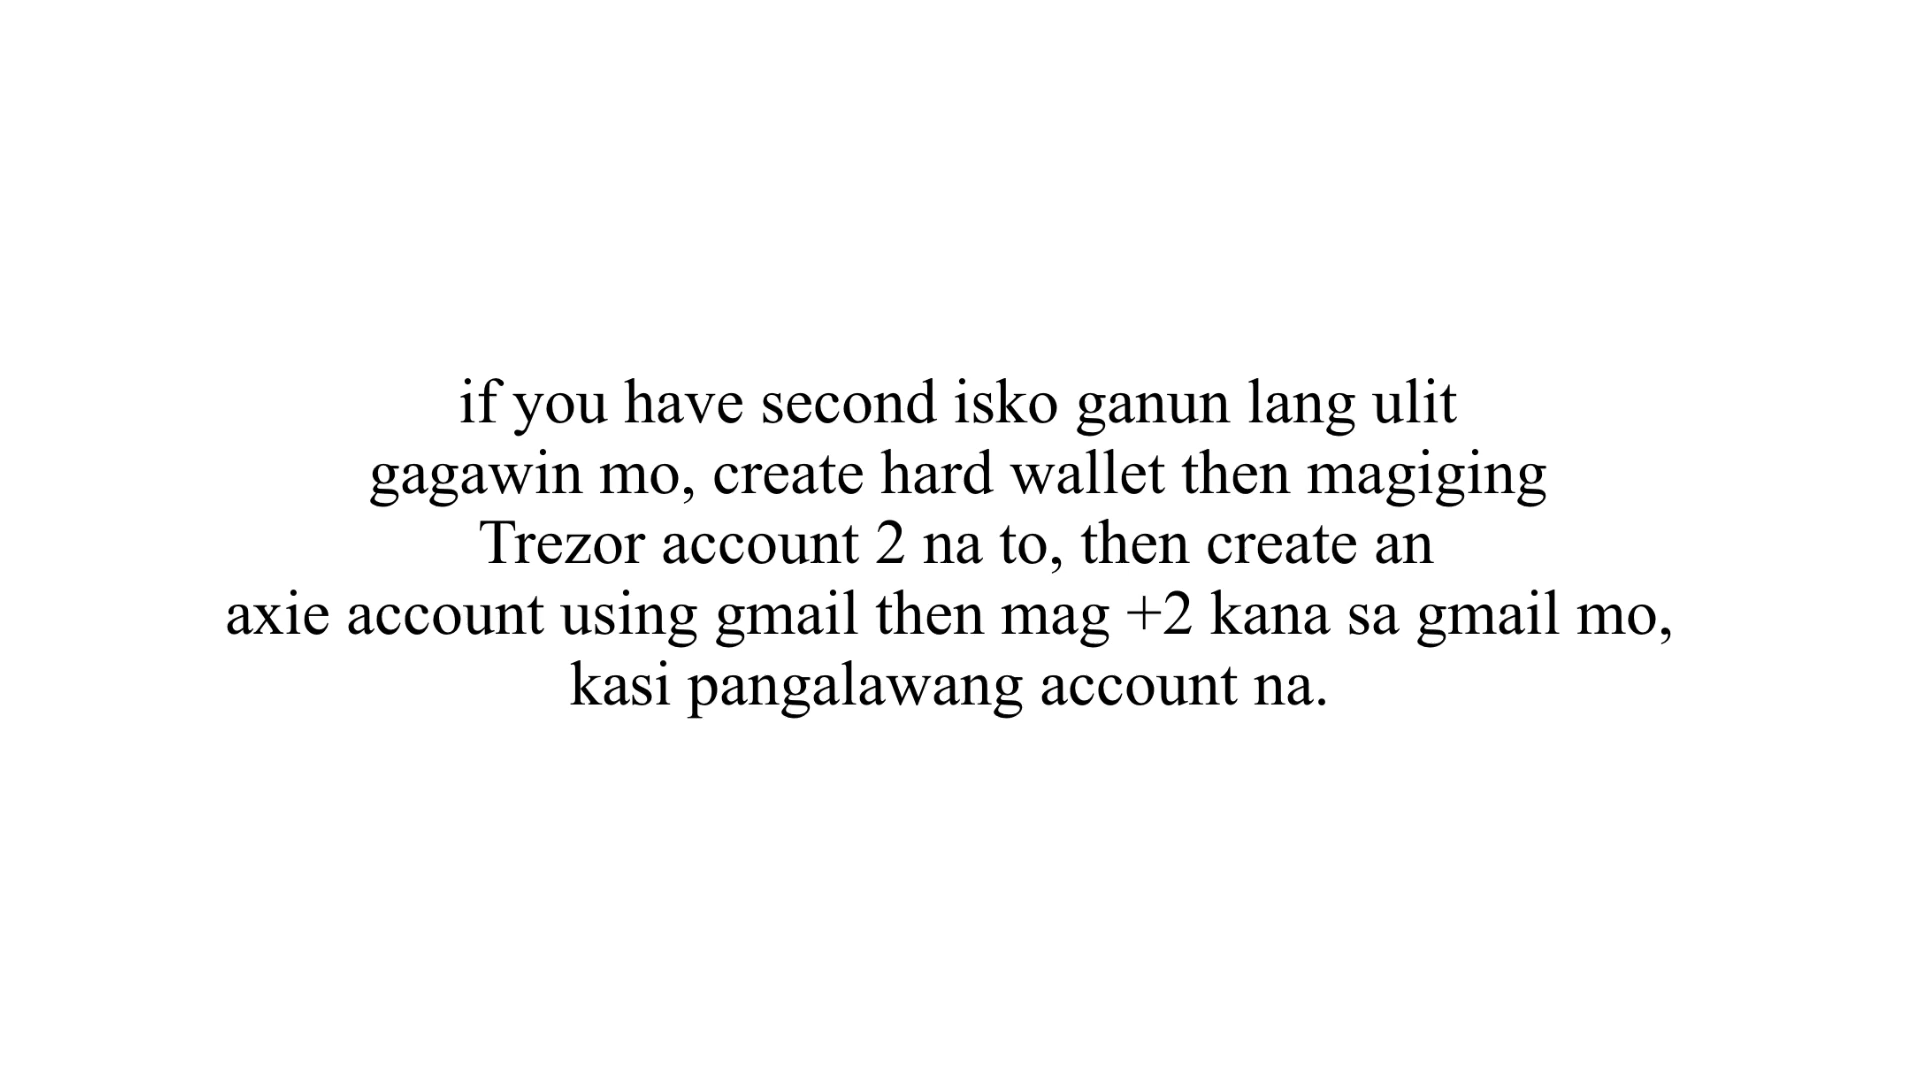 if you have second isko ganun lang ulit
gagawin mo, create hard wallet then magiging
Trezor account 2 na to, then create an
axie account using gmail then mag +2 kana sa gmail mo,
kasi pangalawang account na.